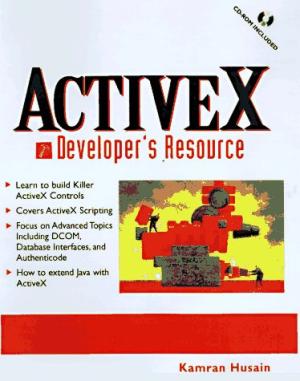 CD-ROM INCLUDED
ACTIVEX
Developer's Resource
Learn to build Killer
ActiveX Controls
Covers ActiveX Scripting
Focus on Advanced Topics
Including DCOM,
Database Interfaces, and
Authenticode
How to extend Java with
ActiveX
Kamran Husain